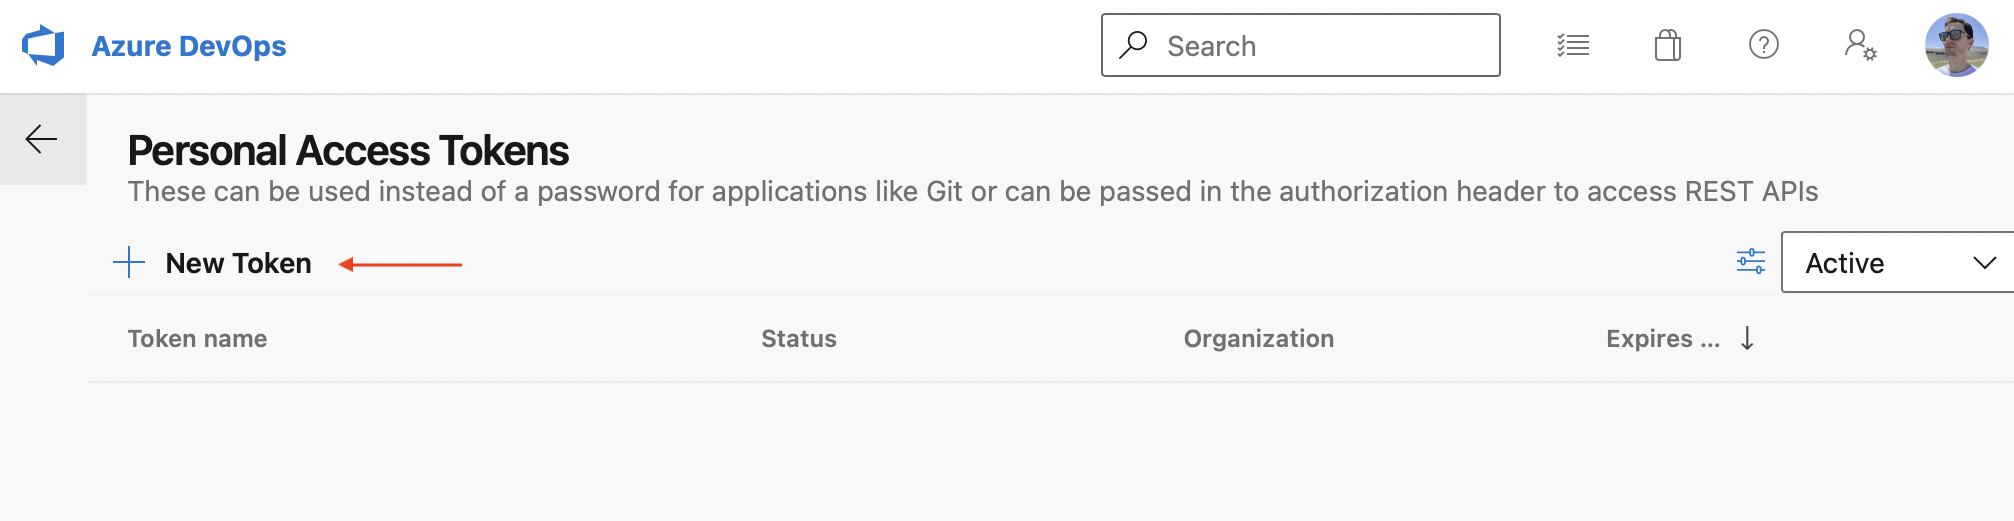 Azure DevOps
Search
Personal Access Tokens
These can be used instead of a password for applications like Git or can be passed in the authorization header to access REST APIs
New Token
Active
Token name Status Organization Expires ...